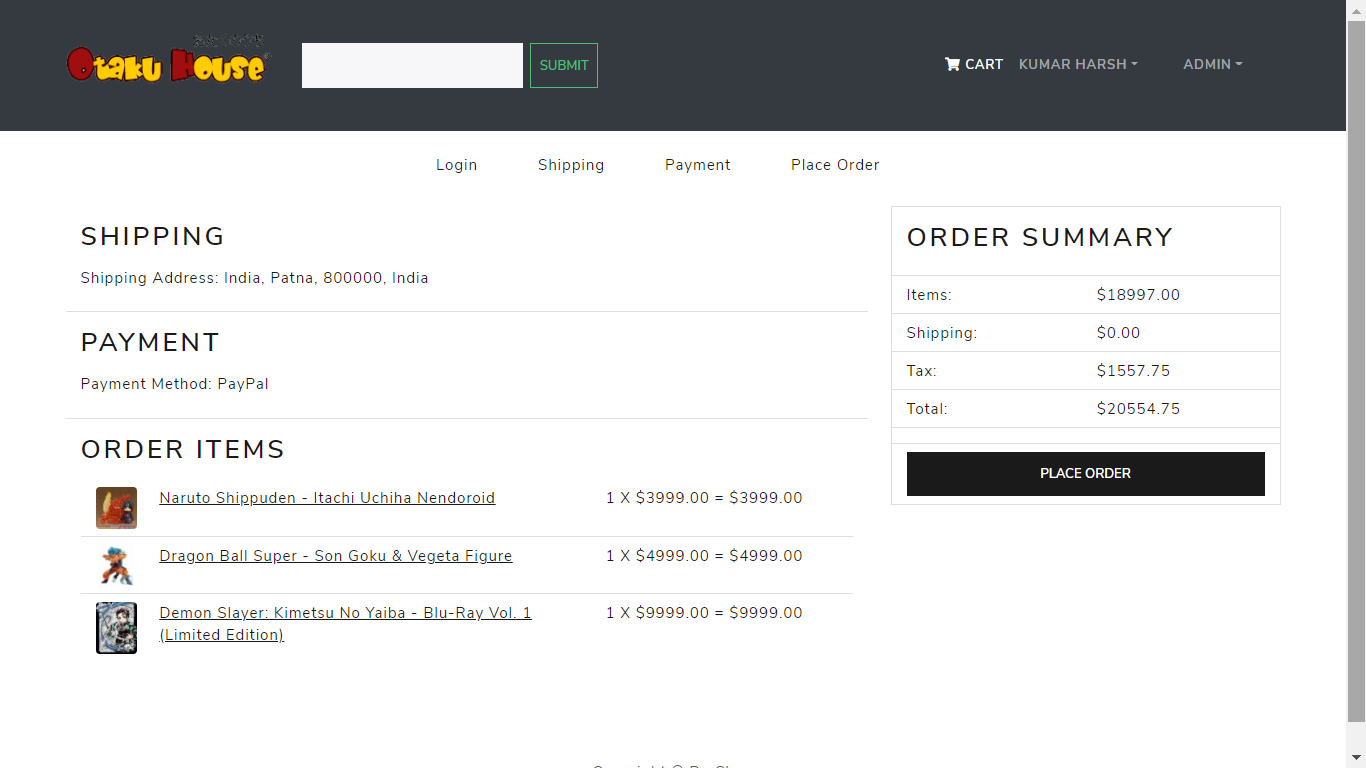 Otaku House
SUBMIT
CART KUMAR HARSH ADMIN
Login Shipping Payment Place Order
SHIPPING
Shipping Address: India, Patna, 800000, India
PAYMENT
Payment Method: PayPal
ORDER ITEMS
Naruto Shippuden - Itachi Uchiha Nendoroid 1 X $3999.00 = $3999.00
Dragon Ball Super - Son Goku & Vegeta Figure 1 X $4999.00 = $4999.00
Demon Slayer: Kimetsu No Yaiba - Blu-Ray Vol. 1 1 X $9999.00 = $9999.00
(Limited Edition)
ORDER SUMMARY
Items: $18997.00
Shipping: $0.00
Tax: $1557.75
Total: $20554.75
PLACE ORDER